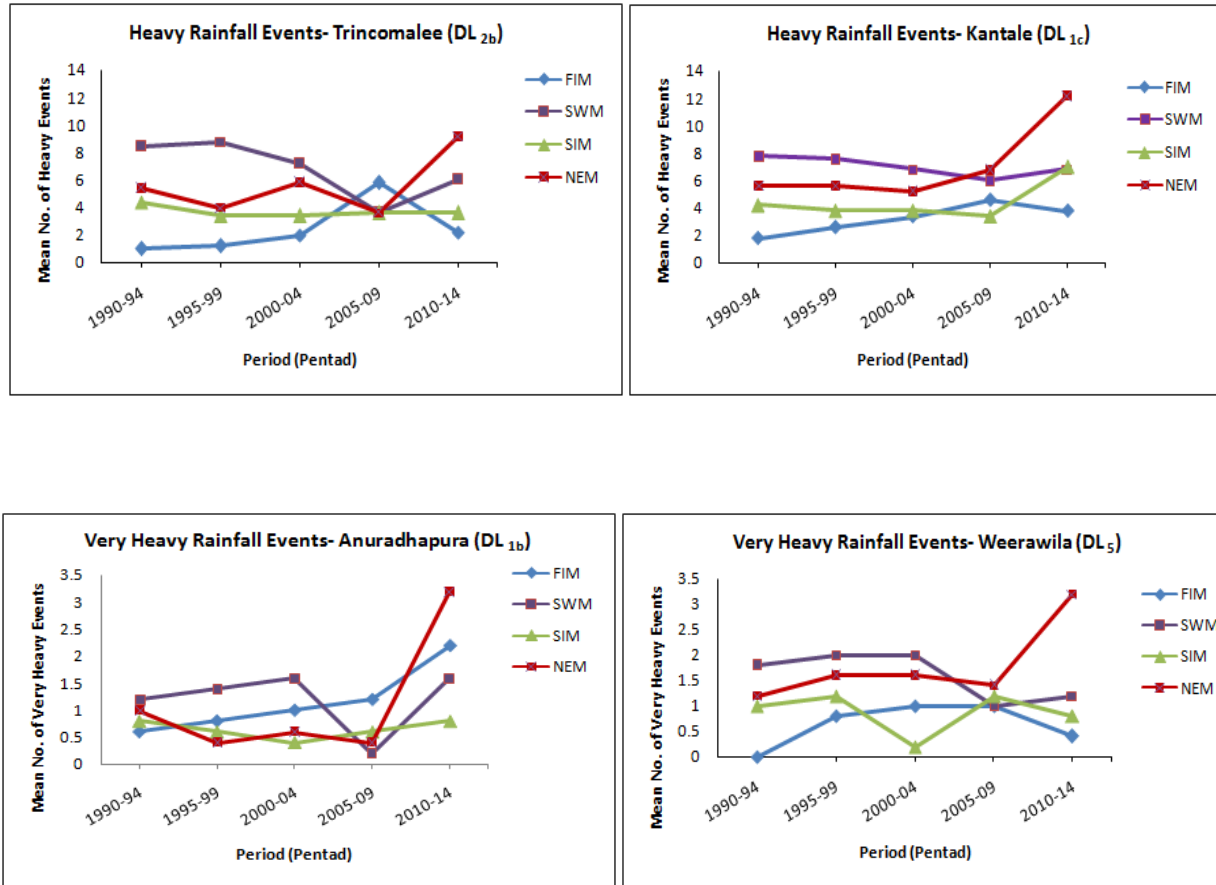 Heavy Rainfall Events- Trincomalee (DL 2b)
Mean No. of Heavy Events
14
12
10
8
6
4
2
0
1990-94
1995-99
2000-04
2005-09
2010-14
Period (Pentad)
FIM
SWM
SIM
NEM
Heavy Rainfall Events- Kantale (DL 1c)
Mean No. of Heavy Events
14
12
10
8
6
4
2
0
1990-94
1995-99
2000-04
2005-09
2010-14
Period (Pentad)
FIM
SWM
SIM
NEM
Very Heavy Rainfall Events- Anuradhapura (DL 1b)
Mean No. of Very Heavy Events
3.5
3
2.5
2
1.5
1
0.5
0
1990-94
1995-99
2000-04
2005-09
2010-14
Period (Pentad)
FIM
SWM
SIM
NEM
Very Heavy Rainfall Events- Weerawila (DL 5)
Mean No. of Very Heavy Events
3.5
3
2.5
2
1.5
1
0.5
0
1990-94
1995-99
2000-04
2005-09
2010-14
Period (Pentad)
FIM
SWM
SIM
NEM